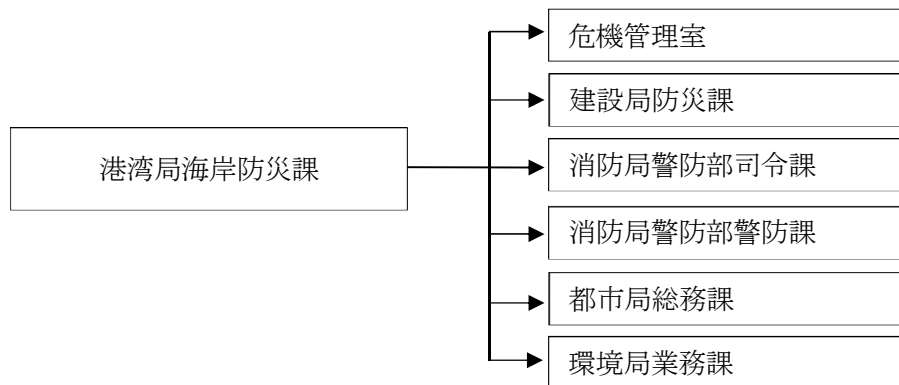 危機管理室
建設局防災課
港湾局海岸防災課
消防局警防部司令課
消防局警防部警防課
都市局総務課
環境局業務課